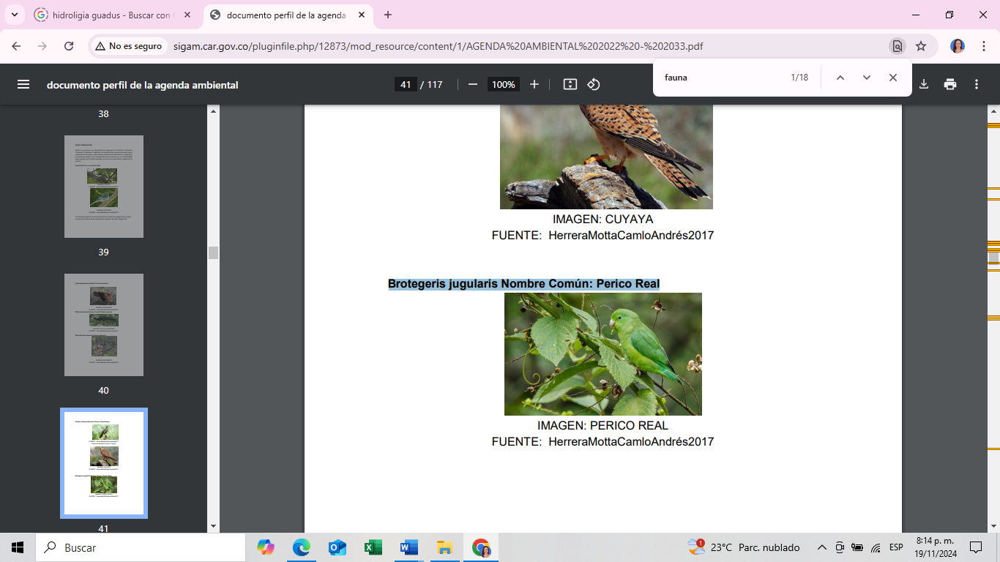 hidroligia guadus - Buscar con
documento perfil de la agenda
No es seguro
sigam.car.gov.co/pluginfile.php/12873/mod_resource/content/1/AGENDA%20AMBIENTAL%202022%20-%202033.pdf
fauna
1/18
documento perfil de la agenda ambiental
41 / 117
100%
38
39
40
41
IMAGEN: CUYAYA
FUENTE: HerreraMottaCamloAndrés2017
Brotegeris jugularis Nombre Común: Perico Real
IMAGEN: PERICO REAL
FUENTE: HerreraMottaCamloAndrés2017
Buscar
1
23°C Parc. nublado
ESP
8:14 p. m.
19/11/2024